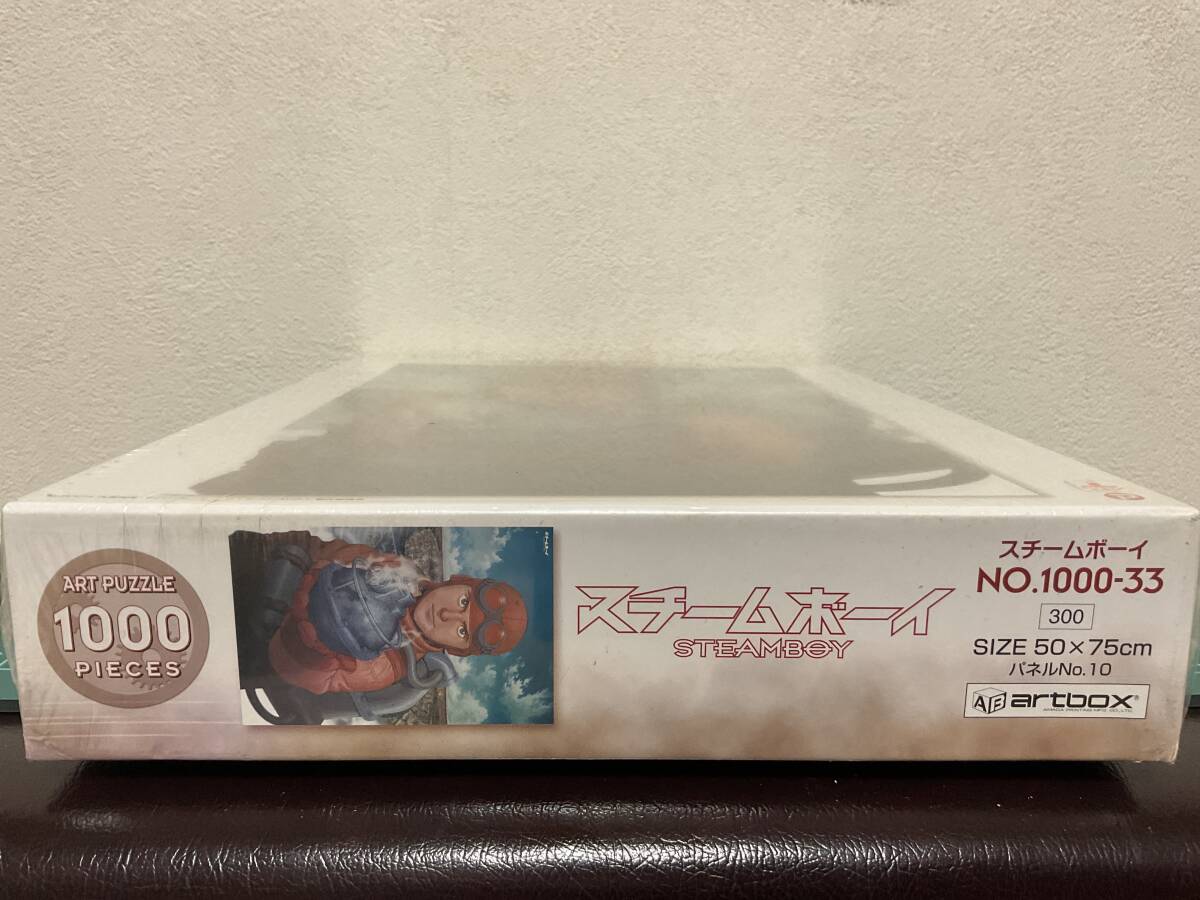 ART PUZZLE
1000
PIECES
スチームボーイ
STEAMBOY
スチームボーイ
NO.1000-33
300
SIZE 50×75cm
パネルNo.10
artbox